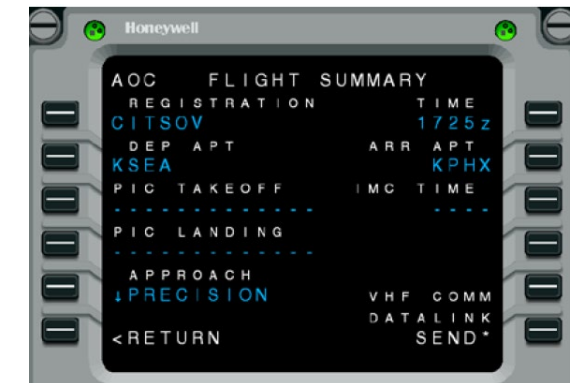 Honeywell
AOC FLIGHT SUMMARY
REGISTRATION TIME
CITSOV 1725z
DEP APT ARR APT
KSEA KPHX
PIC TAKEOFF IMC TIME
------------- ----
PIC LANDING
-------------
APPROACH
↓PRECISION VHF COMM
DATALINK
<RETURN SEND*